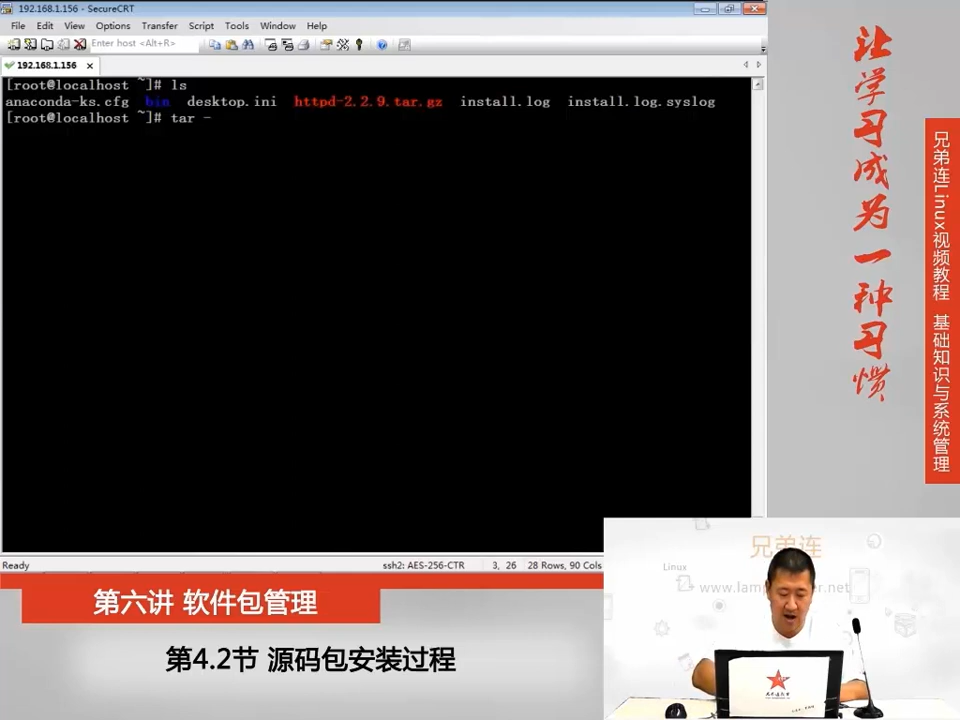 192.168.1.156 - SecureCRT
File Edit View Options Transfer Script Tools Window Help
Enter host <Alt+R>
192.168.1.156
[root@localhost ~]# ls
anaconda-ks.cfg bin desktop.ini httpd-2.2.9.tar.gz install.log install.log.syslog
[root@localhost ~]# tar -
Ready ssh2: AES-256-CTR 3, 26 28 Rows, 90 Cols
让学习成为一种习惯
兄弟连Linux视频教程 基础知识与系统管理
兄弟连
Linux
第六讲 软件包管理
第4.2节 源码包安装过程